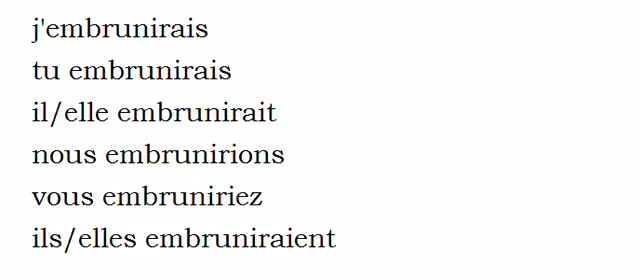 j'embrunirais
tu embrunirais
il/elle embrunirait
nous embrunirions
vous embruniriez
ils/elles embruniraient